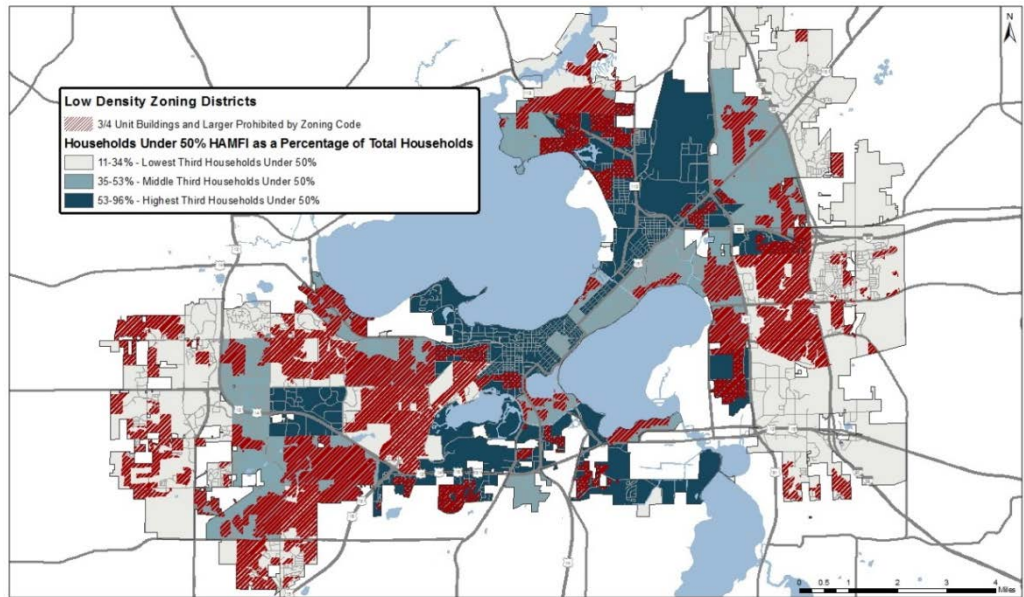 N
Low Density Zoning Districts
3/4 Unit Buildings and Larger Prohibited by Zoning Code
Households Under 50% HAMFI as a Percentage of Total Households
11-34% - Lowest Third Households Under 50%
35-53% - Middle Third Households Under 50%
53-96% - Highest Third Households Under 50%
0 0.5 1 2 3 4
Miles